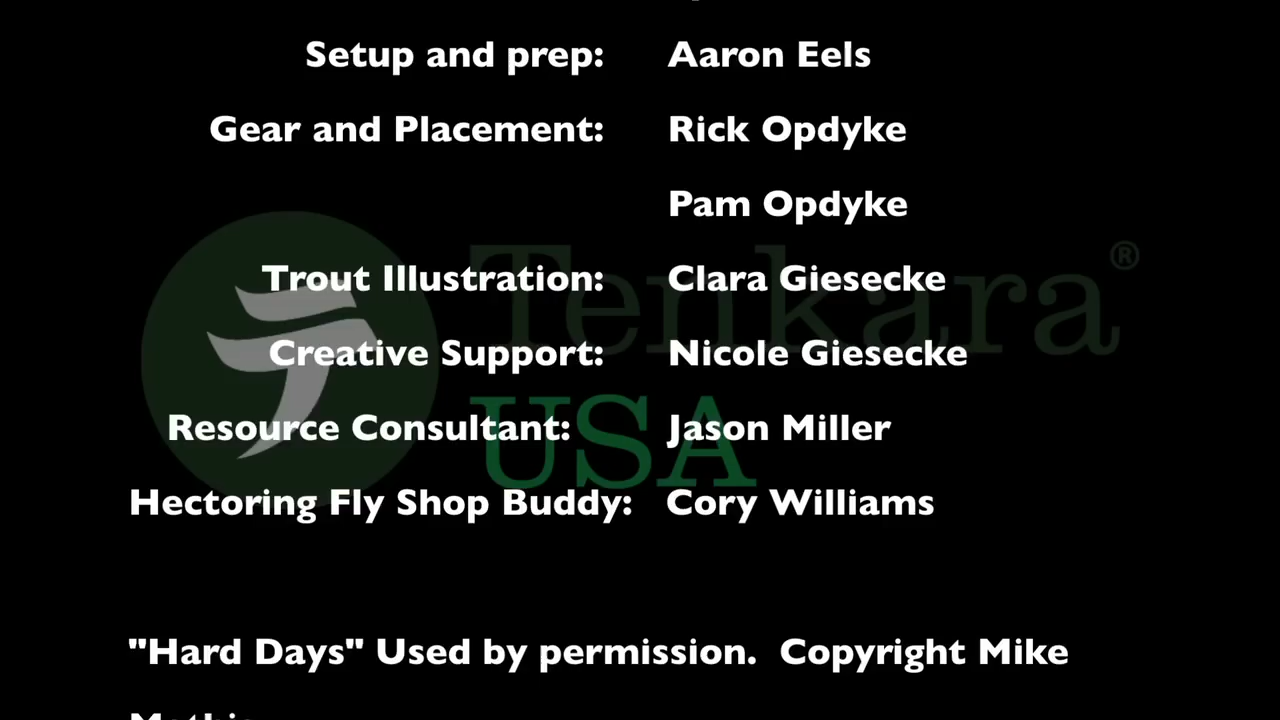 Setup and prep: Aaron Eels
Gear and Placement: Rick Opdyke
Pam Opdyke
Trout Illustration: Clara Giesecke
Creative Support: Nicole Giesecke
Resource Consultant: Jason Miller
Hectoring Fly Shop Buddy: Cory Williams
"Hard Days" Used by permission. Copyright Mike
Tenkara®
USA